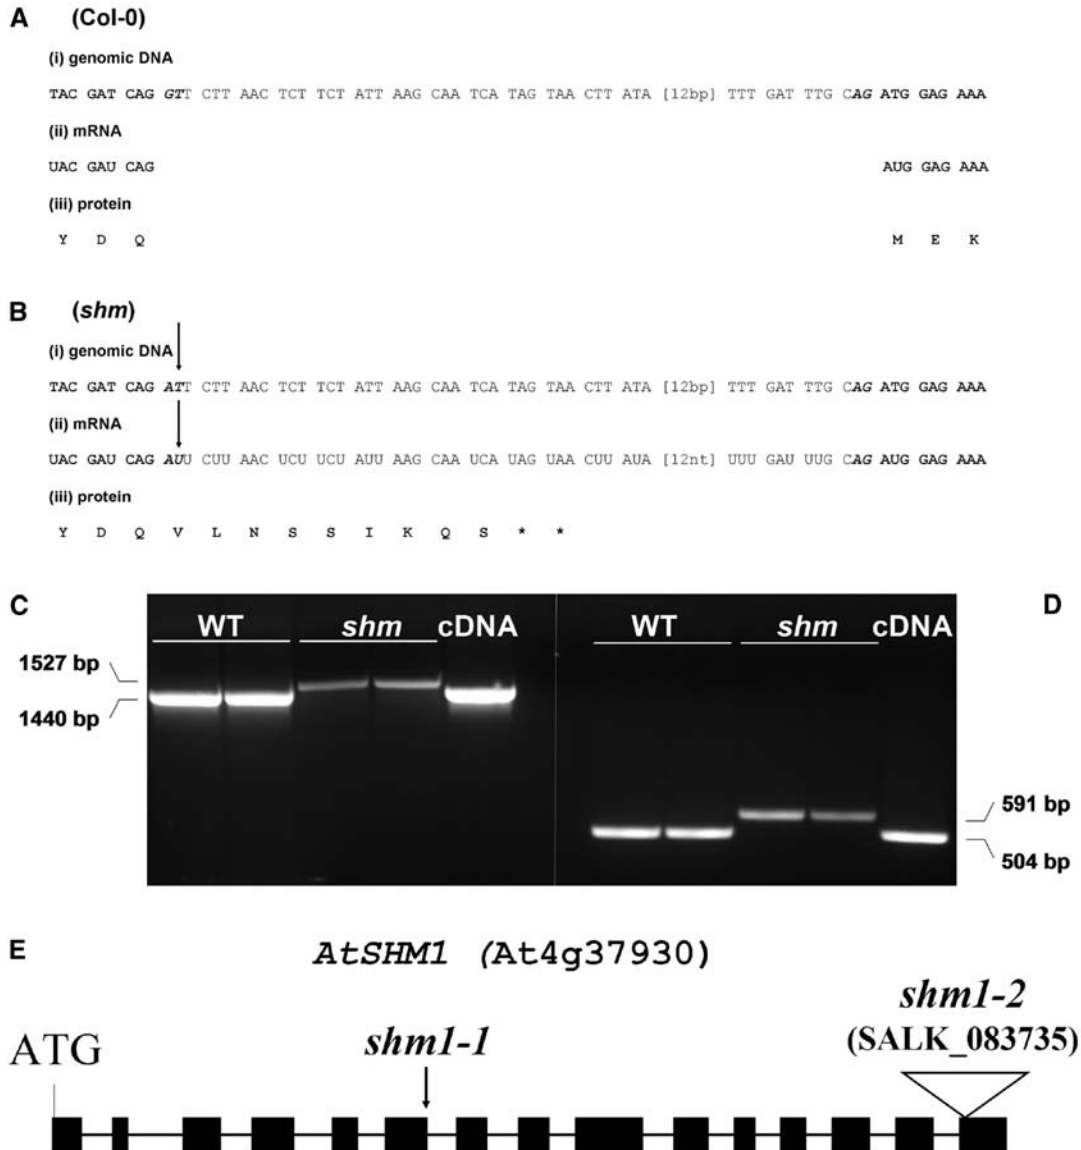 A (Col-0)
(i) genomic DNA
TAC GAT CAG GTT CTT AAC TCT TCT ATT AAG CAA TCA TAG TAA CTT ATA [12bp] TTT GAT TTG CAG ATG GAG AAA
(ii) mRNA
UAC GAU CAG AUG GAG AAA
(iii) protein
Y D Q M E K
B (shm)
(i) genomic DNA
TAC GAT CAG ATT CTT AAC TCT TCT ATT AAG CAA TCA TAG TAA CTT ATA [12bp] TTT GAT TTG CAG ATG GAG AAA
(ii) mRNA
UAC GAU CAG AUU CUU AAC UCU UCU AUU AAG CAA UCA UAG UAA CUU AUA [12nt] UUU GAU UUG CAG AUG GAG AAA
(iii) protein
Y D Q V L N S S I K Q S * *
C WT shm cDNA WT shm cDNA D
1527 bp
1440 bp
591 bp
504 bp
E AtSHM1 (At4g37930)
shm1-2
(SALK_083735)
shm1-1
ATG